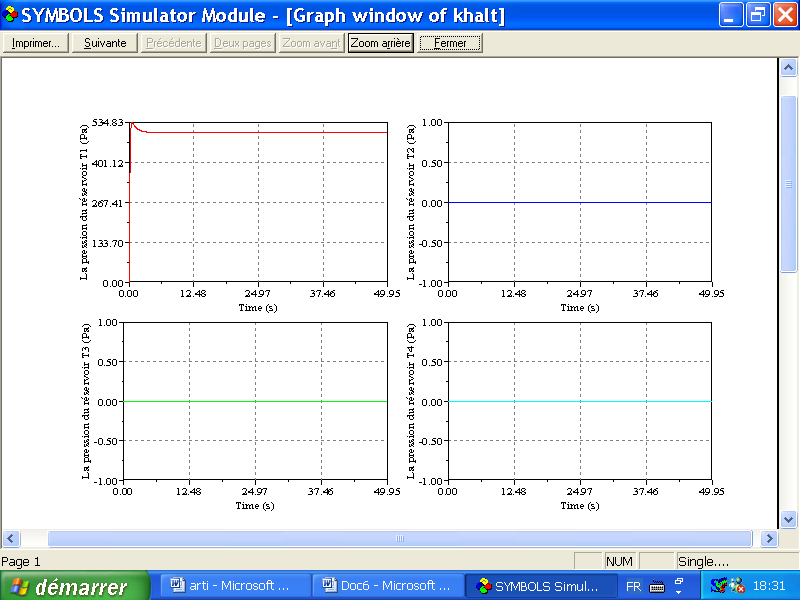 SYMBOLS Simulator Module - [Graph window of khalt]
Imprimer... Suivante Précédente Deux pages Zoom avant Zoom arrière Fermer
La pression du réservoir T1 (Pa)
534.83
401.12
267.41
133.70
0.00
0.00 12.48 24.97 37.46 49.95
Time (s)
La pression du réservoir T2 (Pa)
1.00
0.50
0.00
-0.50
-1.00
0.00 12.48 24.97 37.46 49.95
Time (s)
La pression du réservoir T3 (Pa)
1.00
0.50
0.00
-0.50
-1.00
0.00 12.48 24.97 37.46 49.95
Time (s)
La pression du réservoir T4 (Pa)
1.00
0.50
0.00
-0.50
-1.00
0.00 12.48 24.97 37.46 49.95
Time (s)
Page 1 NUM Single....
démarrer arti - Microsoft ... Doc6 - Microsoft ... SYMBOLS Simul... FR 18:31